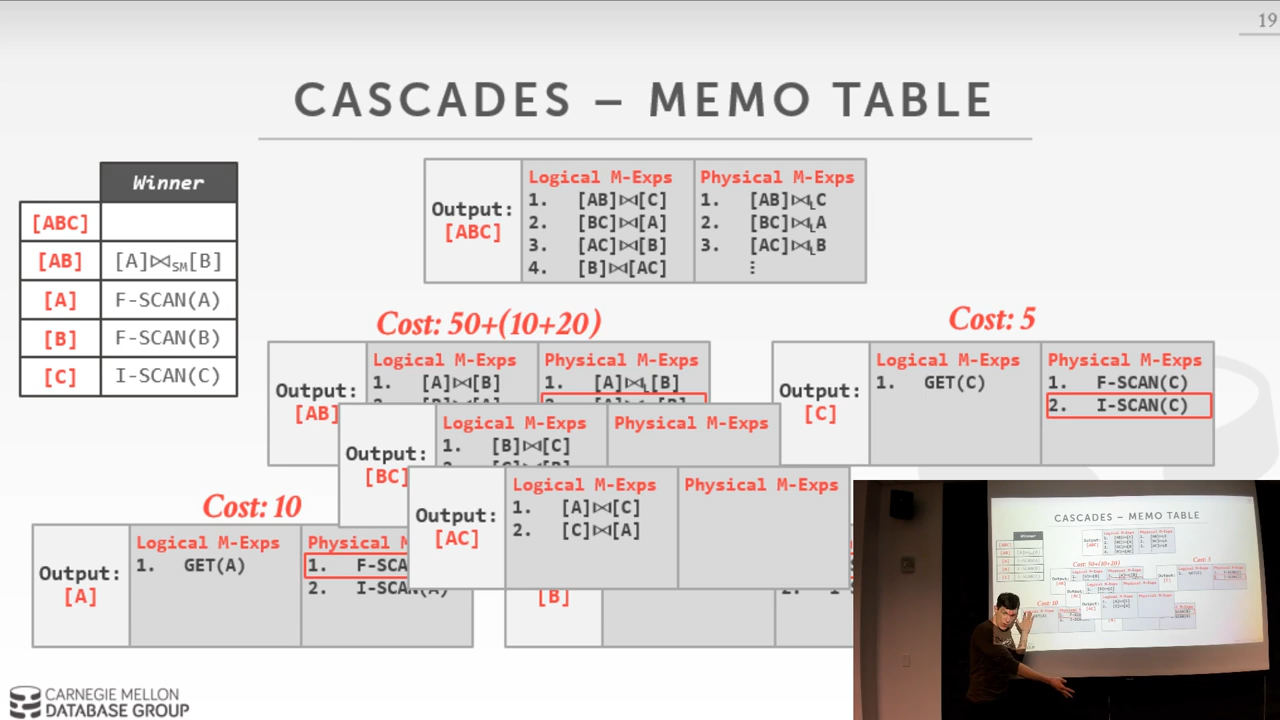 19
CASCADES – MEMO TABLE
Winner
[ABC]
[AB] [A]⋈SM[B]
[A] F-SCAN(A)
[B] F-SCAN(B)
[C] I-SCAN(C)
Output:
[ABC]
Logical M-Exps
1. [AB]⋈[C]
2. [BC]⋈[A]
3. [AC]⋈[B]
4. [B]⋈[AC]
Physical M-Exps
1. [AB]⋈LC
2. [BC]⋈LA
3. [AC]⋈LB
⋮
Cost: 50+(10+20)
Output:
[AB]
Logical M-Exps
1. [A]⋈[B]
Physical M-Exps
1. [A]⋈L[B]
Cost: 5
Output:
[C]
Logical M-Exps
1. GET(C)
Physical M-Exps
1. F-SCAN(C)
2. I-SCAN(C)
Output:
[BC]
Logical M-Exps
1. [B]⋈[C]
Physical M-Exps
Output:
[AC]
Logical M-Exps
1. [A]⋈[C]
2. [C]⋈[A]
Physical M-Exps
Cost: 10
Output:
[A]
Logical M-Exps
1. GET(A)
Physical M
1. F-SCA
2. I-SCAN(A)
[B]
CARNEGIE MELLON
DATABASE GROUP
CASCADES – MEMO TABLE